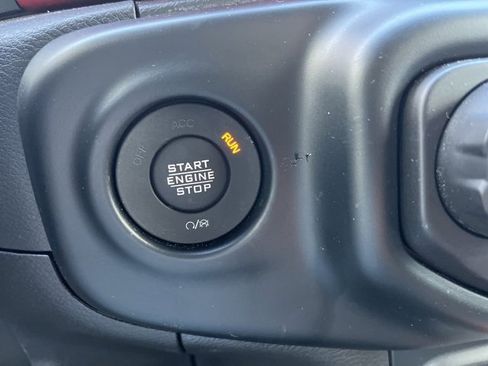 OFF ACC RUN
START
ENGINE
STOP